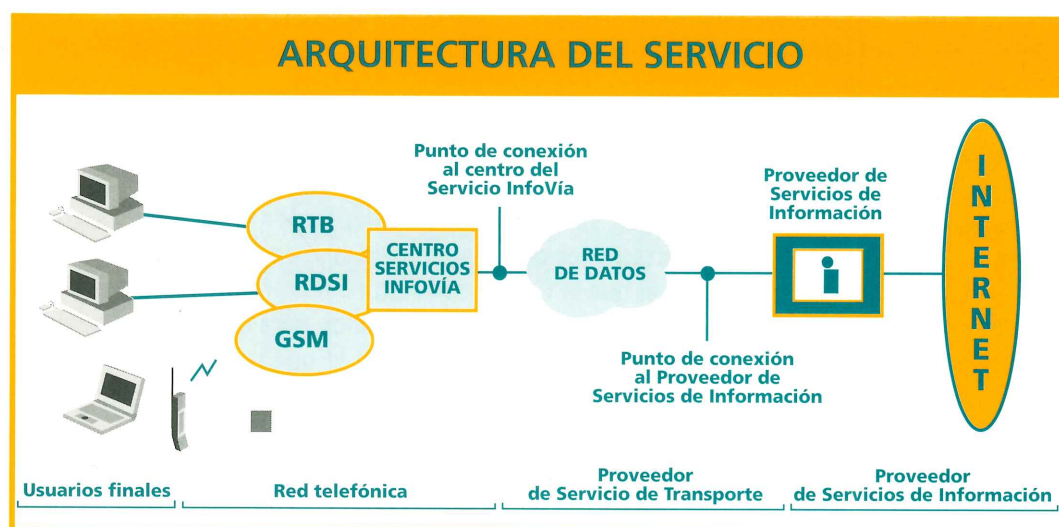 ARQUITECTURA DEL SERVICIO
Punto de conexión
al centro del
Servicio InfoVía
Proveedor de
Servicios de
Información
RTB
RDSI
GSM
CENTRO
SERVICIOS
INFOVÍA
RED
DE DATOS
INTERNET
Punto de conexión
al Proveedor de
Servicios de Información
Usuarios finales
Red telefónica
Proveedor
de Servicio de Transporte
Proveedor
de Servicios de Información